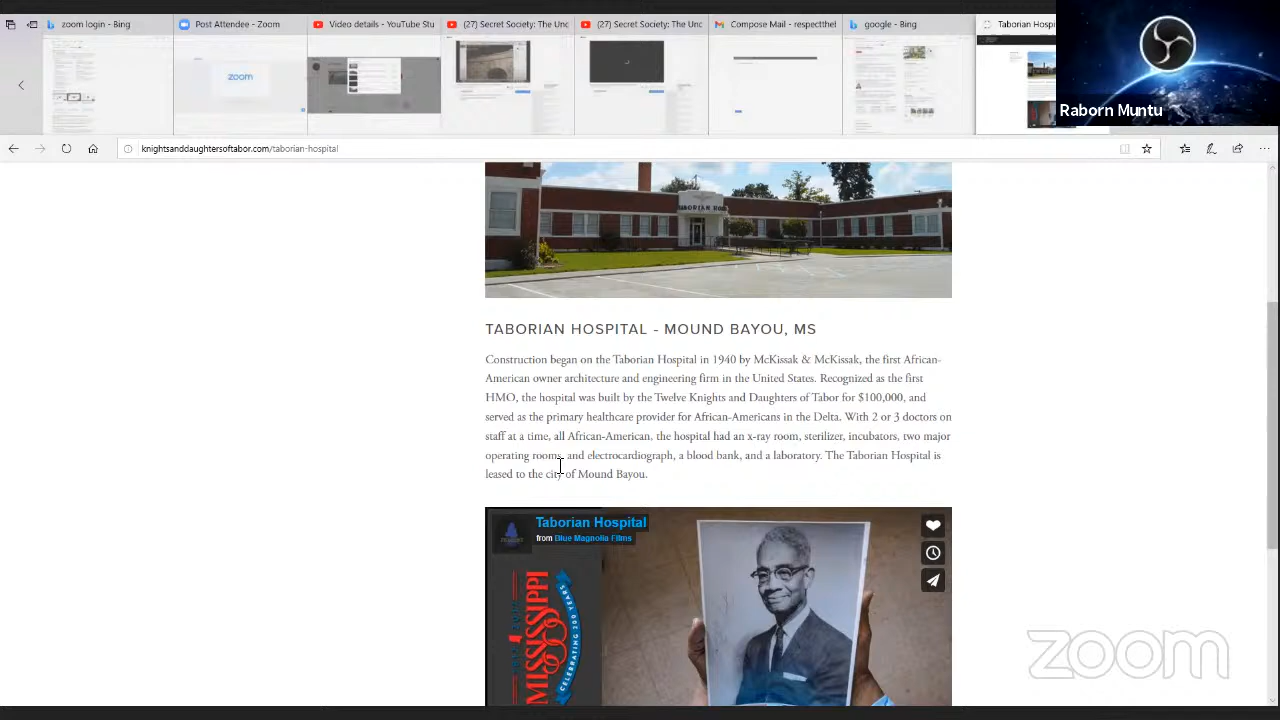 zoom login - Bing
Post Attendee - Zoom
Video details - YouTube Stu
(27) Secret Society: The Unc
(27) Secret Society: The Unc
Compose Mail - respectthel
google - Bing
Taborian Hosp
zoom
Raborn Muntu
knightsanddaughtersoftabor.com/taborian-hospital
TABORIAN HOSPITAL - MOUND BAYOU, MS
Construction began on the Taborian Hospital in 1940 by McKissak & McKissak, the first African-
American owner architecture and engineering firm in the United States. Recognized as the first
HMO, the hospital was built by the Twelve Knights and Daughters of Tabor for $100,000, and
served as the primary healthcare provider for African-Americans in the Delta. With 2 or 3 doctors on
staff at a time, all African-American, the hospital had an x-ray room, sterilizer, incubators, two major
operating rooms, and electrocardiograph, a blood bank, and a laboratory. The Taborian Hospital is
leased to the city of Mound Bayou.
Taborian Hospital
from Blue Magnolia Films
MISSISSIPPI
CELEBRATING 200 YEARS
zoom